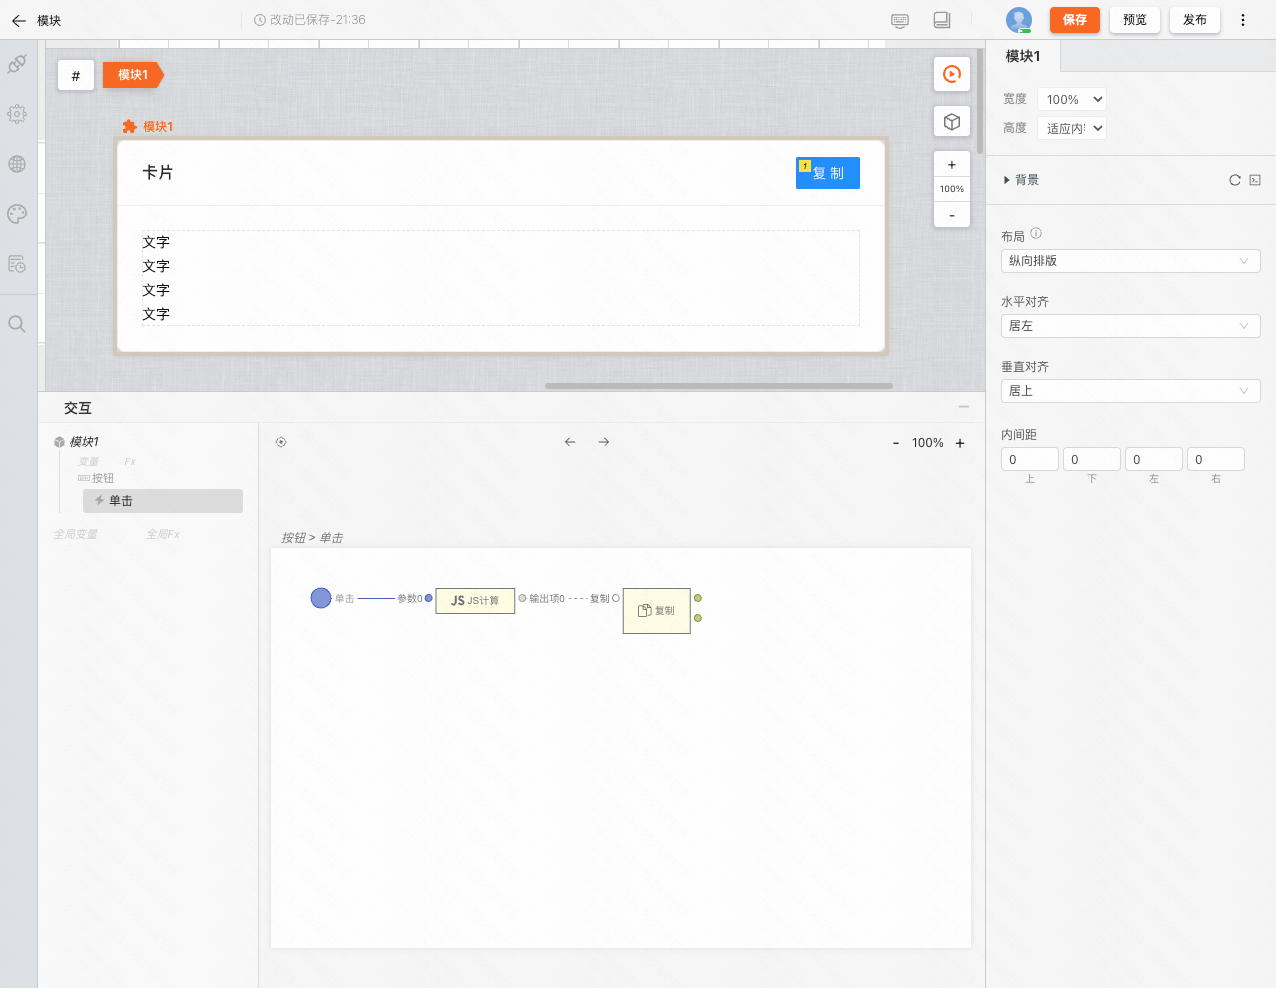 模块
改动已保存-21:36
保存
预览
发布
#
模块1
模块1
卡片
1
复 制
文字
文字
文字
文字
+
100%
-
模块1
宽度
100%
高度
适应内容
背景
布局
纵向排版
水平对齐
居左
垂直对齐
居上
内间距
0
0
0
0
上
下
左
右
交互
模块1
变量
Fx
按钮
单击
全局变量
全局Fx
- 100% +
按钮 > 单击
单击
参数0
JS JS计算
输出项0
复制
复制